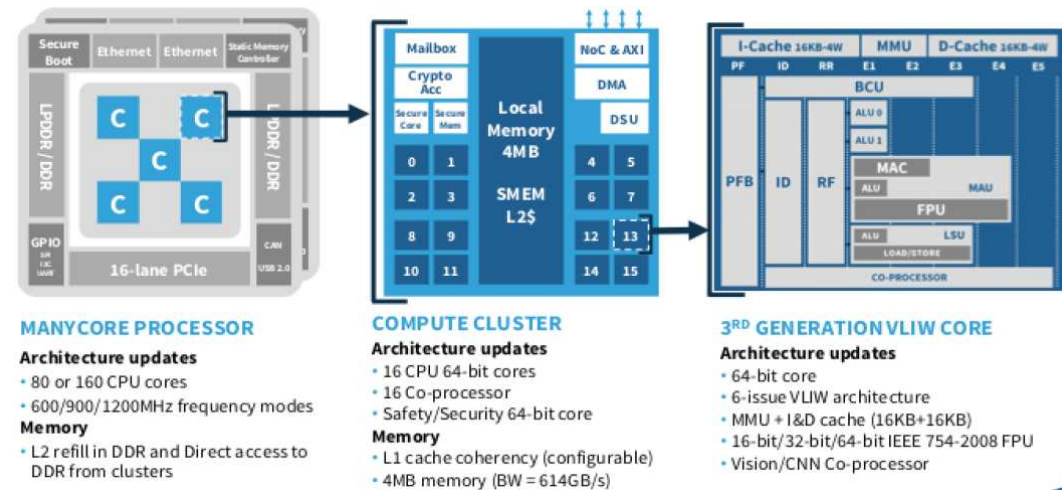 Secure Boot
Ethernet
Ethernet
Static Memory Controller
LPDDR / DDR
C
C
C
C
C
LPDDR / DDR
GPIO
UART
16-lane PCIe
CAN
USB 2.0
MANYCORE PROCESSOR
Architecture updates
• 80 or 160 CPU cores
• 600/900/1200MHz frequency modes
Memory
• L2 refill in DDR and Direct access to
DDR from clusters
Mailbox
Crypto
Acc
Secure Core
Secure Mem
0 1
2 3
8 9
10 11
Local
Memory
4MB
SMEM
L2$
NoC & AXI
DMA
DSU
4 5
6 7
12 13
14 15
COMPUTE CLUSTER
Architecture updates
• 16 CPU 64-bit cores
• 16 Co-processor
• Safety/Security 64-bit core
Memory
• L1 cache coherency (configurable)
• 4MB memory (BW = 614GB/s)
I-Cache 16KB-4W
MMU
D-Cache 16KB-4W
PF ID RR E1 E2 E3 E4 E5
BCU
PFB
ID
RF
ALU 0
ALU 1
MAC
ALU
MAU
FPU
ALU
LSU
LOAD/STORE
CO-PROCESSOR
3RD GENERATION VLIW CORE
Architecture updates
• 64-bit core
• 6-issue VLIW architecture
• MMU + I&D cache (16KB+16KB)
• 16-bit/32-bit/64-bit IEEE 754-2008 FPU
• Vision/CNN Co-processor